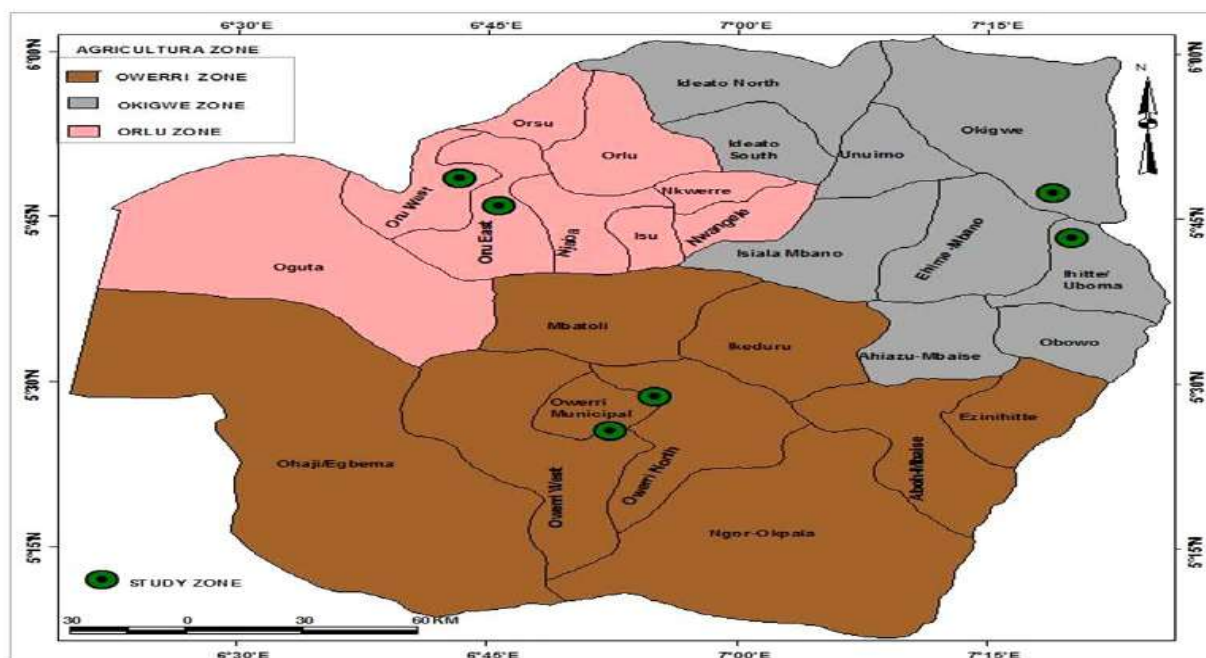 6°30'E 6°45'E 7°00'E 7°15'E
6°00'N
6°00'N
AGRICULTURA ZONE
OWERRI ZONE
OKIGWE ZONE
ORLU ZONE
N
Ideato North
Orsu
Okigwe
Orlu
Ideato
South
Unuimo
Nkwerre
Oru West
5°45'N
5°45'N
Oru East
Njaba
Isu
Nwangele
Isiala Mbano
Ehime-Mbano
Ihitte/
Uboma
Oguta
Mbatoli
Ikeduru
Ahiazu-Mbaise
Obowo
5°30'N
5°30'N
Owerri
Municipal
Ezinihitte
Ohaji/Egbema
Owerri West
Owerri North
Aboh-Mbaise
Ngor-Okpala
5°15'N
5°15'N
STUDY ZONE
30 0 30 60 KM
6°30'E 6°45'E 7°00'E 7°15'E